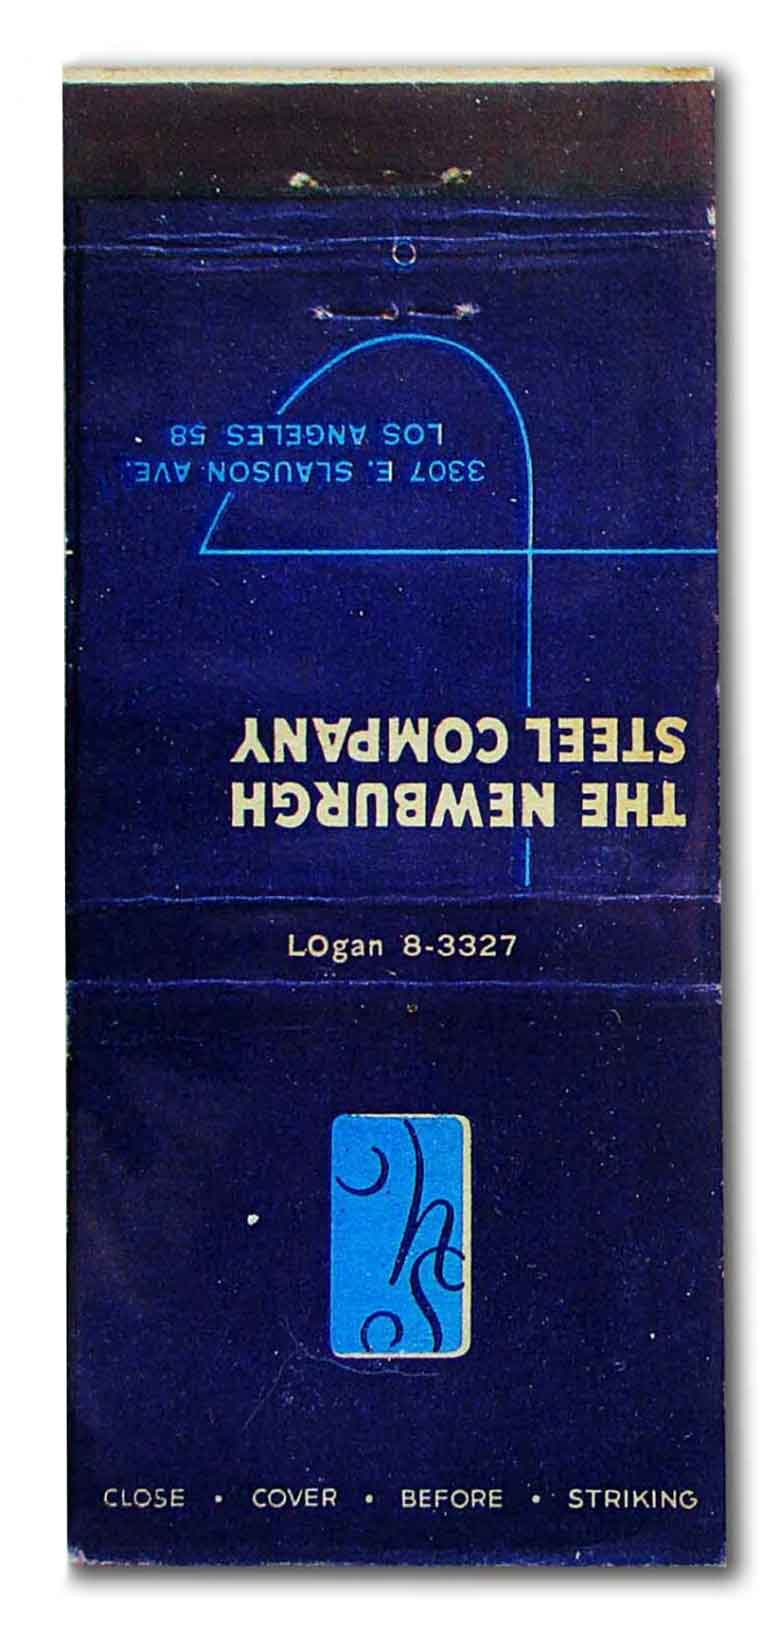 THE NEWBURGH
STEEL COMPANY
3307 E. SLAUSON AVE.
LOS ANGELES 58
LOgan 8-3327
CLOSE • COVER • BEFORE • STRIKING